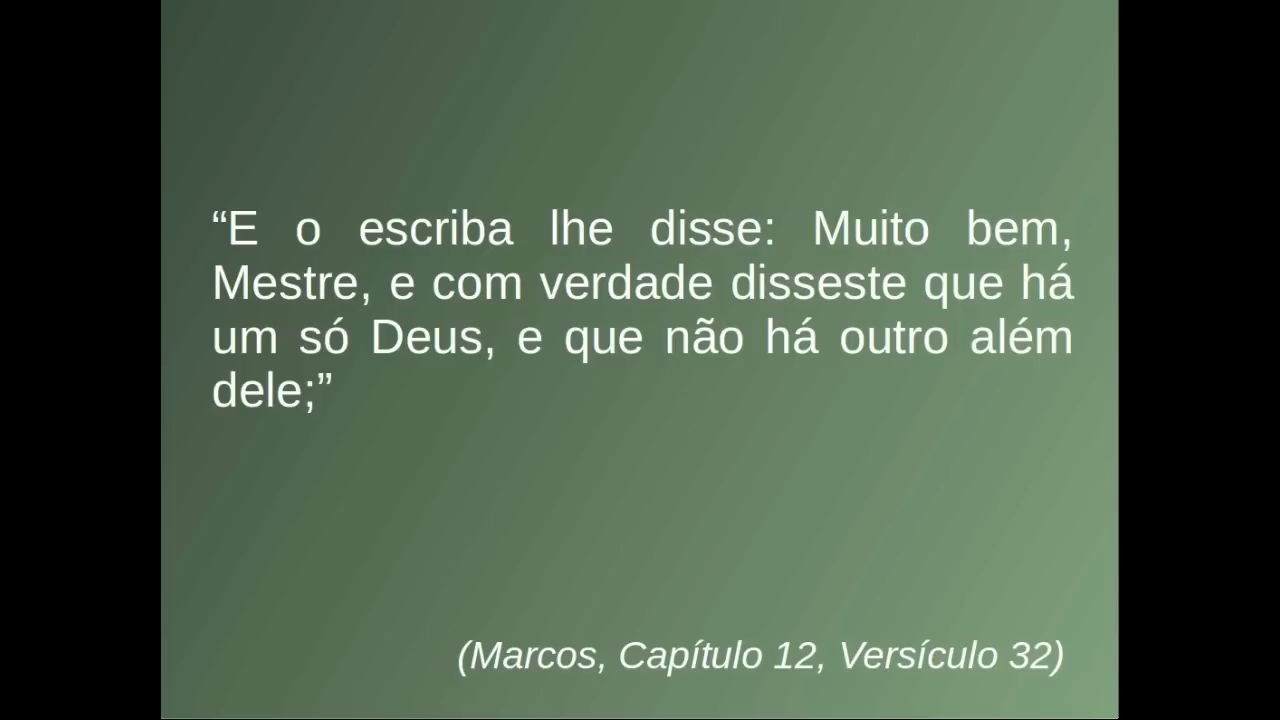 “E o escriba lhe disse: Muito bem,
Mestre, e com verdade disseste que há
um só Deus, e que não há outro além
dele;”
(Marcos, Capítulo 12, Versículo 32)